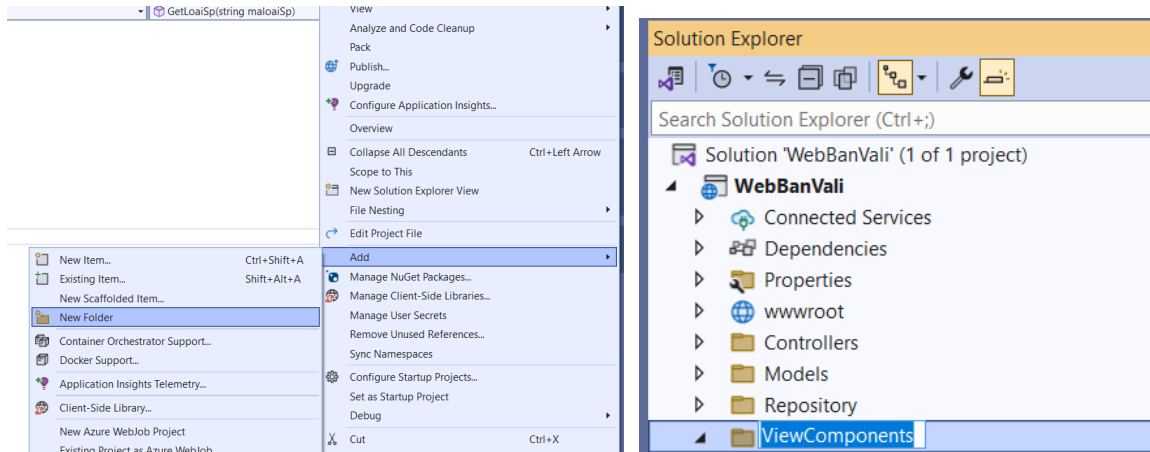 GetLoaiSp(string maloaiSp)
View
Analyze and Code Cleanup
Pack
Publish...
Upgrade
Configure Application Insights...
Overview
Collapse All Descendants Ctrl+Left Arrow
Scope to This
New Solution Explorer View
File Nesting
Edit Project File
Add
Manage NuGet Packages...
Manage Client-Side Libraries...
Manage User Secrets
Remove Unused References...
Sync Namespaces
Configure Startup Projects...
Set as Startup Project
Debug
Cut Ctrl+X
New Item... Ctrl+Shift+A
Existing Item... Shift+Alt+A
New Scaffolded Item...
New Folder
Container Orchestrator Support...
Docker Support...
Application Insights Telemetry...
Client-Side Library...
New Azure WebJob Project
Existing Project as Azure WebJob
Solution Explorer
Search Solution Explorer (Ctrl+;)
Solution 'WebBanVali' (1 of 1 project)
WebBanVali
Connected Services
Dependencies
Properties
wwwroot
Controllers
Models
Repository
ViewComponents